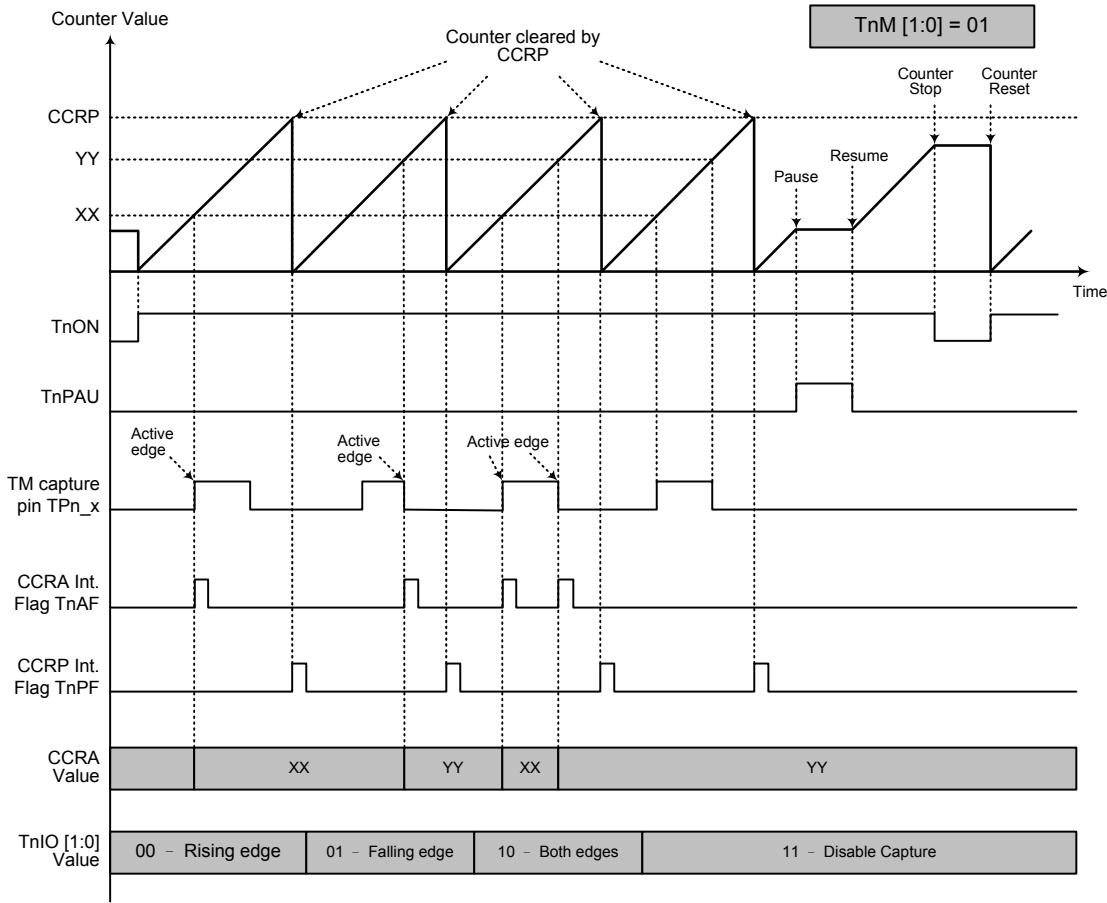 Counter Value
TnM [1:0] = 01
Counter cleared by
CCRP
Counter
Stop
Counter
Reset
CCRP
YY
XX
Pause
Resume
Time
TnON
TnPAU
Active
edge
Active
edge
Active edge
TM capture
pin TPn_x
CCRA Int.
Flag TnAF
CCRP Int.
Flag TnPF
CCRA
Value
XX
YY
XX
YY
TnIO [1:0]
Value
00 – Rising edge
01 – Falling edge
10 – Both edges
11 – Disable Capture